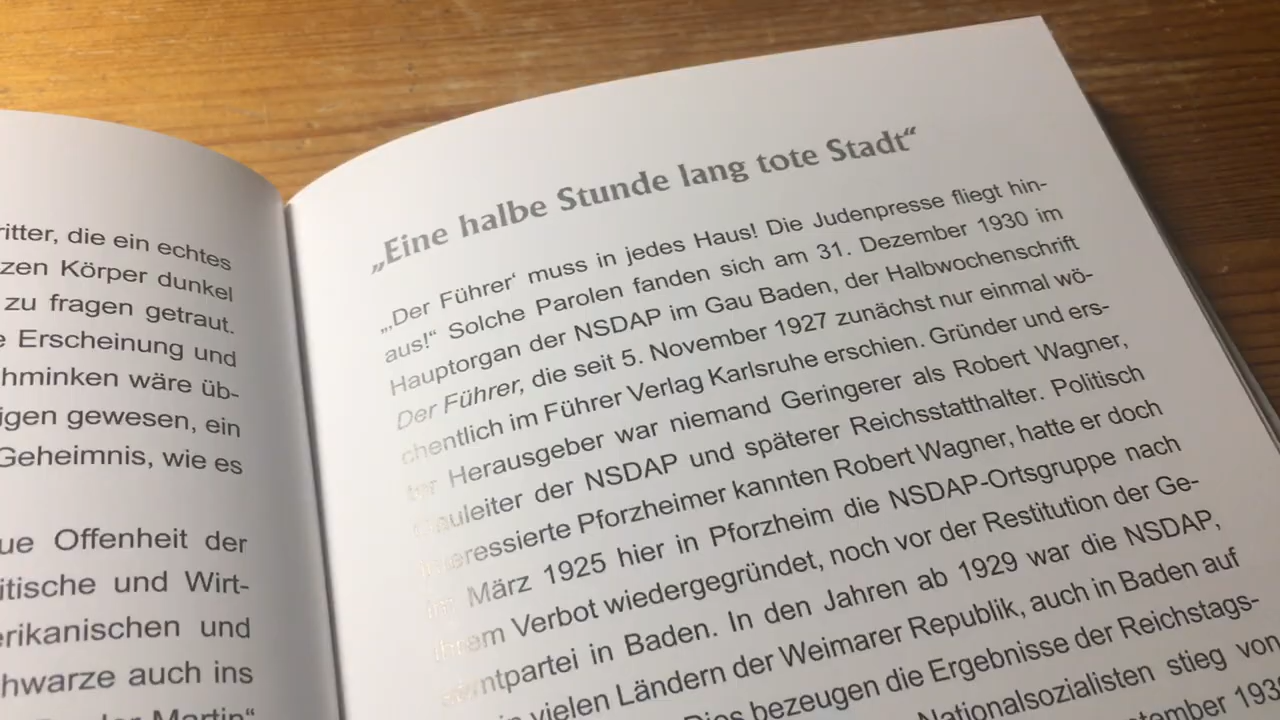 ritter, die ein echtes
zen Körper dunkel
zu fragen getraut.
Erscheinung und
hminken wäre üb-
igen gewesen, ein
Geheimnis, wie es
ue Offenheit der
itische und Wirt-
erikanischen und
hwarze auch ins
Martin“
„Eine halbe Stunde lang tote Stadt“
„‚Der Führer‘ muss in jedes Haus! Die Judenpresse fliegt hin-
aus!“ Solche Parolen fanden sich am 31. Dezember 1930 im
Hauptorgan der NSDAP im Gau Baden, der Halbwochenschrift
Der Führer, die seit 5. November 1927 zunächst nur einmal wö-
chentlich im Führer Verlag Karlsruhe erschien. Gründer und ers-
ter Herausgeber war niemand Geringerer als Robert Wagner,
Gauleiter der NSDAP und späterer Reichsstatthalter. Politisch
interessierte Pforzheimer kannten Robert Wagner, hatte er doch
im März 1925 hier in Pforzheim die NSDAP-Ortsgruppe nach
ihrem Verbot wiedergegründet, noch vor der Restitution der Ge-
samtpartei in Baden. In den Jahren ab 1929 war die NSDAP,
in vielen Ländern der Weimarer Republik, auch in Baden auf
Dies bezeugen die Ergebnisse der Reichstags-
Nationalsozialisten stieg von